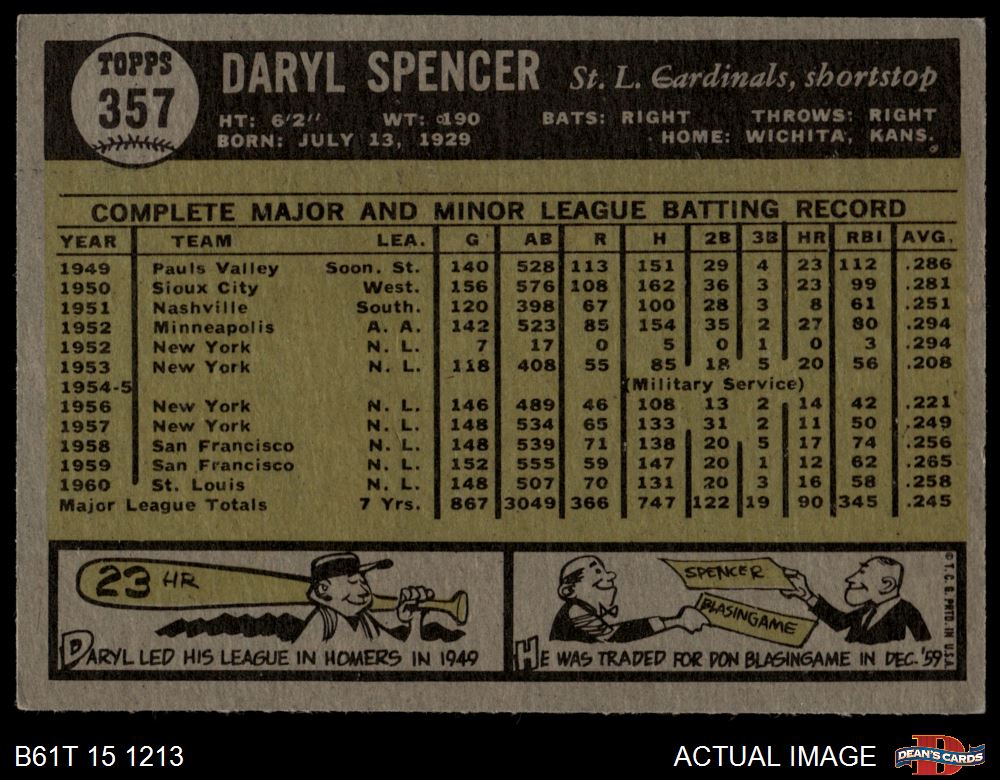 TOPPS
357
DARYL SPENCER St. L. Cardinals, shortstop
HT: 6'2" WT: 190 BATS: RIGHT THROWS: RIGHT
BORN: JULY 13, 1929 HOME: WICHITA, KANS.
COMPLETE MAJOR AND MINOR LEAGUE BATTING RECORD
YEAR TEAM LEA. G AB R H 2B 3B HR RBI AVG.
1949 Pauls Valley Soon. St. 140 528 113 151 29 4 23 112 .286
1950 Sioux City West. 156 576 108 162 36 3 23 99 .281
1951 Nashville South. 120 398 67 100 28 3 8 61 .251
1952 Minneapolis A. A. 142 523 85 154 35 2 27 80 .294
1952 New York N. L. 7 17 0 5 0 1 0 3 .294
1953 New York N. L. 118 408 55 85 18 5 20 56 .208
1954-5 (Military Service)
1956 New York N. L. 146 489 46 108 13 2 14 42 .221
1957 New York N. L. 148 534 65 133 31 2 11 50 .249
1958 San Francisco N. L. 148 539 71 138 20 5 17 74 .256
1959 San Francisco N. L. 152 555 59 147 20 1 12 62 .265
1960 St. Louis N. L. 148 507 70 131 20 3 16 58 .258
Major League Totals 7 Yrs. 867 3049 366 747 122 19 90 345 .245
23 HR
DARYL LED HIS LEAGUE IN HOMERS IN 1949
SPENCER
BLASINGAME
HE WAS TRADED FOR DON BLASINGAME IN DEC. '59
© T. C. G. PRTD. IN U.S.A.
B61T 15 1213 ACTUAL IMAGE
DEAN'S CARDS